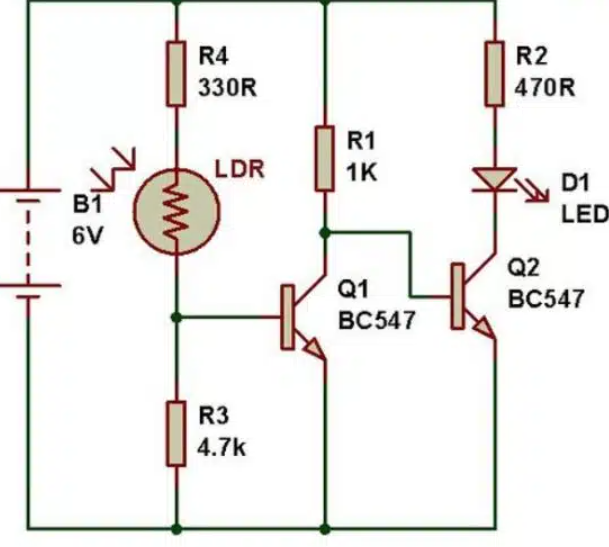 R4
330R
R2
470R
R1
1K
LDR
B1
6V
D1
LED
Q1
BC547
Q2
BC547
R3
4.7k